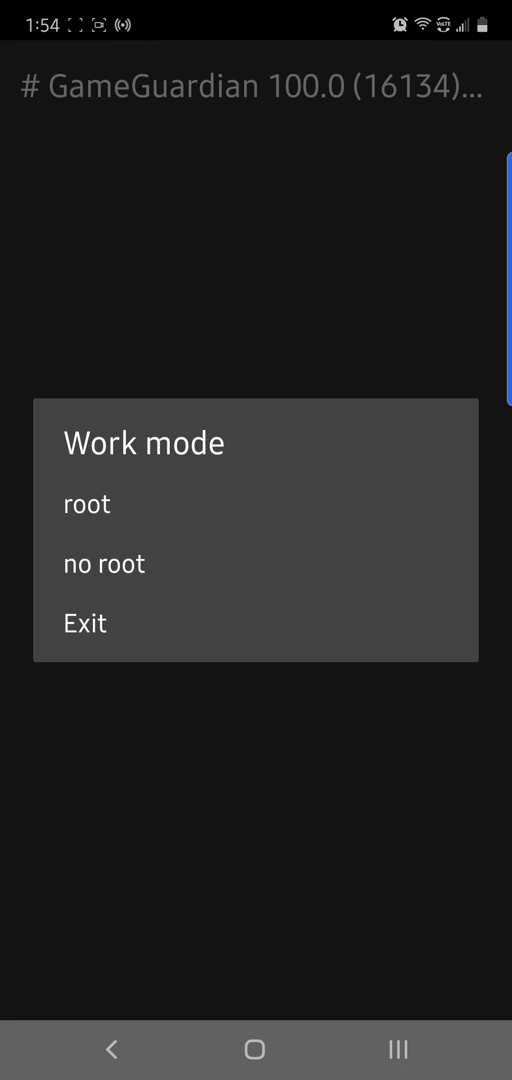 1:54
# GameGuardian 100.0 (16134)...
Work mode
root
no root
Exit